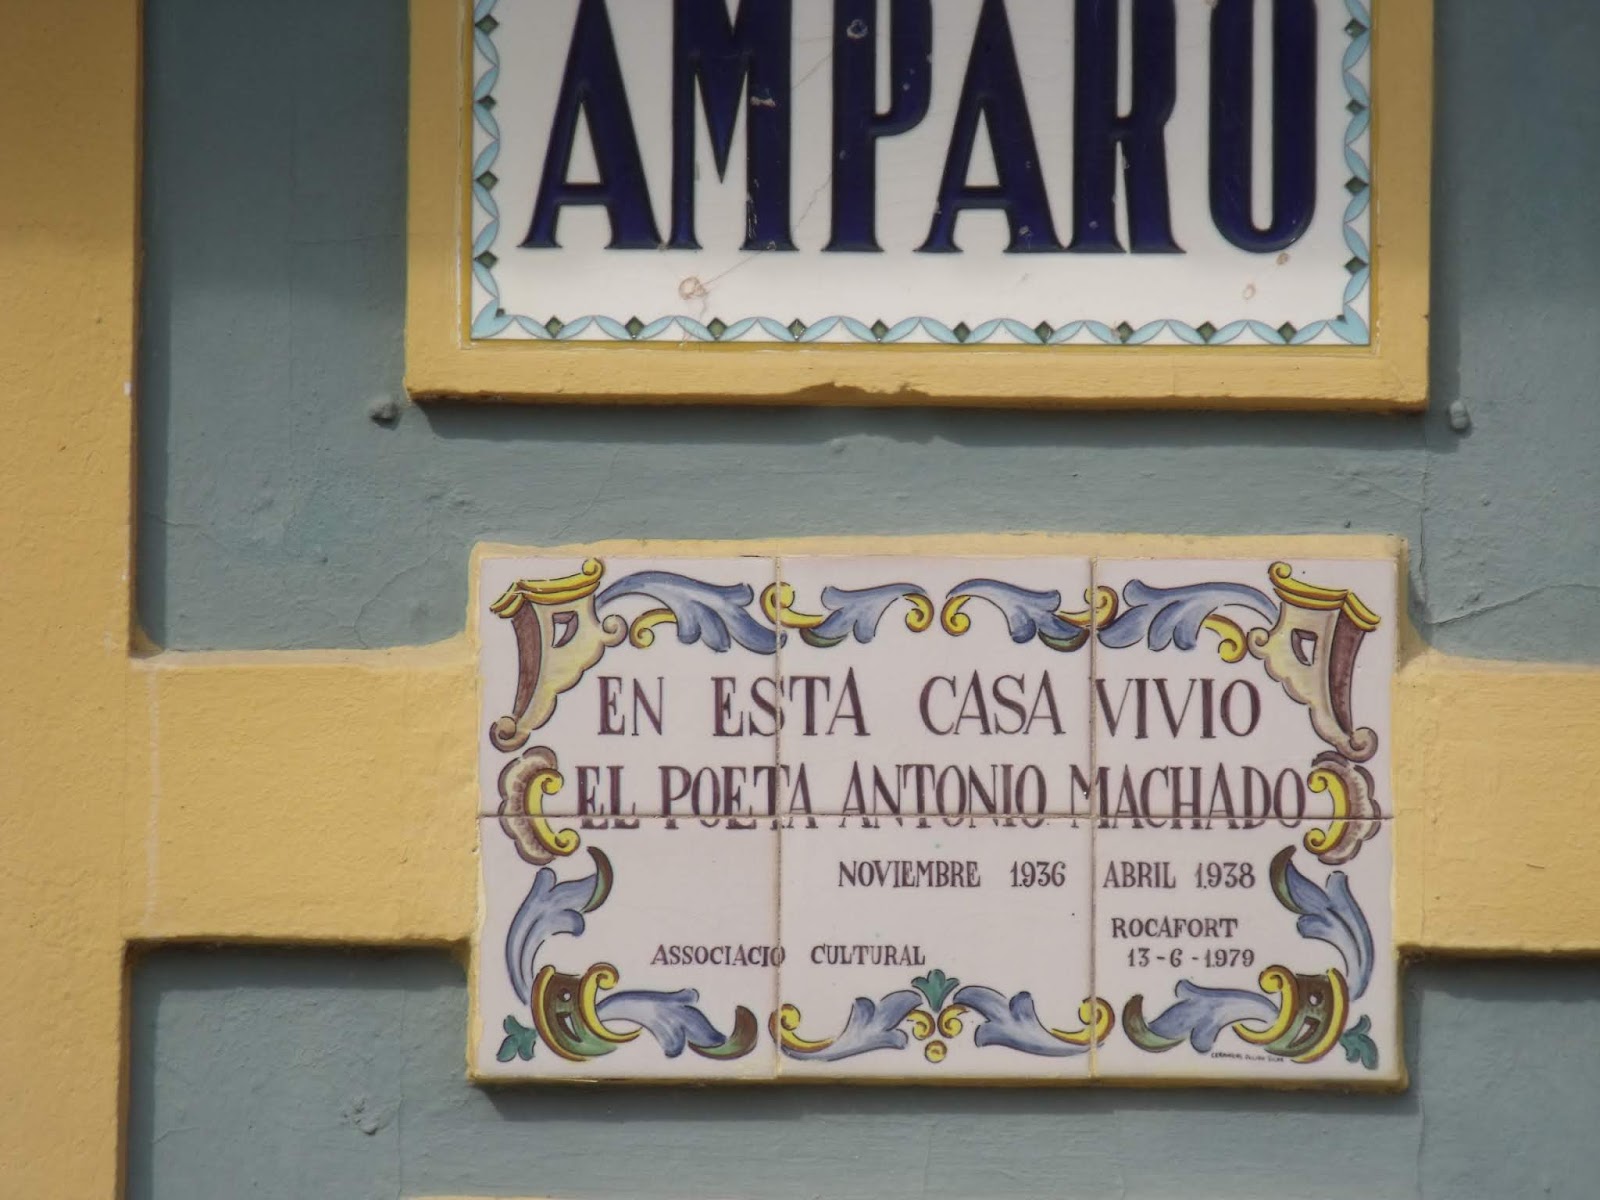 AMPARO
EN ESTA CASA VIVIO
EL POETA ANTONIO MACHADO
NOVIEMBRE 1936 ABRIL 1938
ROCAFORT
ASSOCIACIO CULTURAL 13-6-1979